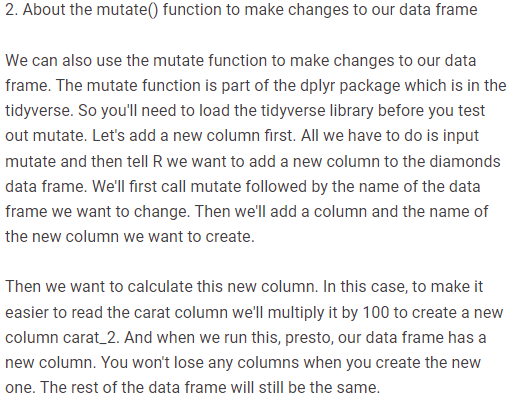 2. About the mutate() function to make changes to our data frame
We can also use the mutate function to make changes to our data
frame. The mutate function is part of the dplyr package which is in the
tidyverse. So you'll need to load the tidyverse library before you test
out mutate. Let's add a new column first. All we have to do is input
mutate and then tell R we want to add a new column to the diamonds
data frame. We'll first call mutate followed by the name of the data
frame we want to change. Then we'll add a column and the name of
the new column we want to create.
Then we want to calculate this new column. In this case, to make it
easier to read the carat column we'll multiply it by 100 to create a new
column carat_2. And when we run this, presto, our data frame has a
new column. You won't lose any columns when you create the new
one. The rest of the data frame will still be the same.